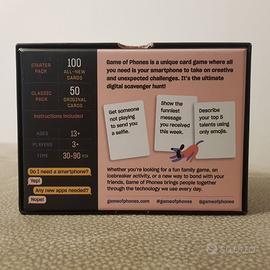 STARTER
PACK
100
ALL-NEW
CARDS
CLASSIC
PACK
50
ORIGINAL
CARDS
Instructions Included
AGES 13+
PLAYERS 3+
TIME 30-90 MIN
Do I need a smartphone?
Yep!
Any new apps needed?
Nope!
Game of Phones is a unique card game where all
you need is your smartphone to take on creative
and unexpected challenges. It's the ultimate
digital scavenger hunt!
Get someone
not playing
to send you
a selfie.
Show the
funniest
message
you received
this week.
Describe
your top 5
talents using
only emojis.
Whether you're looking for a fun family game, an
icebreaker activity, or a new way to bond with your
friends, Game of Phones brings people together
through the technology we use every day.
gameofphones.com #gameofphones @gameofphones
subito